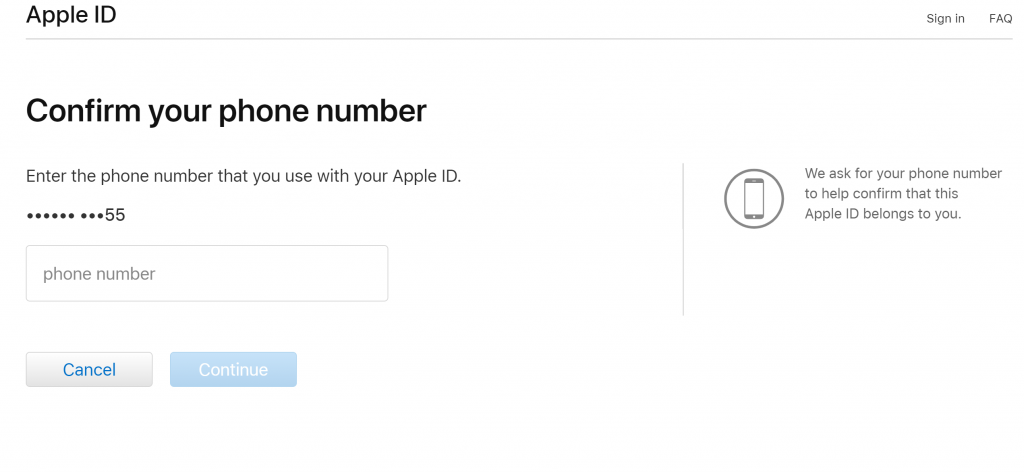 Apple ID
Sign in
FAQ
Confirm your phone number
Enter the phone number that you use with your Apple ID.
•••••• •••55
phone number
We ask for your phone number
to help confirm that this
Apple ID belongs to you.
Cancel
Continue